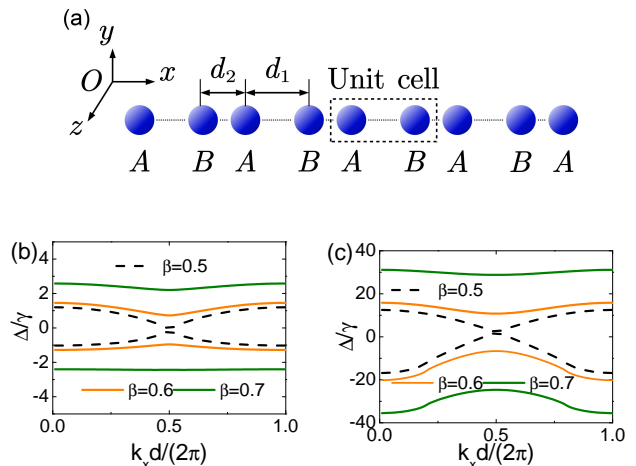 (a)
y
O
x
z
d₂
d₁
Unit cell
A B A B A B A B A
(b)
Δ/γ
4
2
0
-2
-4
β=0.5
β=0.6 β=0.7
0.0 0.5 1.0
kₓd/(2π)
(c)
Δ/γ
40
20
0
-20
-40
β=0.5
β=0.6 β=0.7
0.0 0.5 1.0
kₓd/(2π)